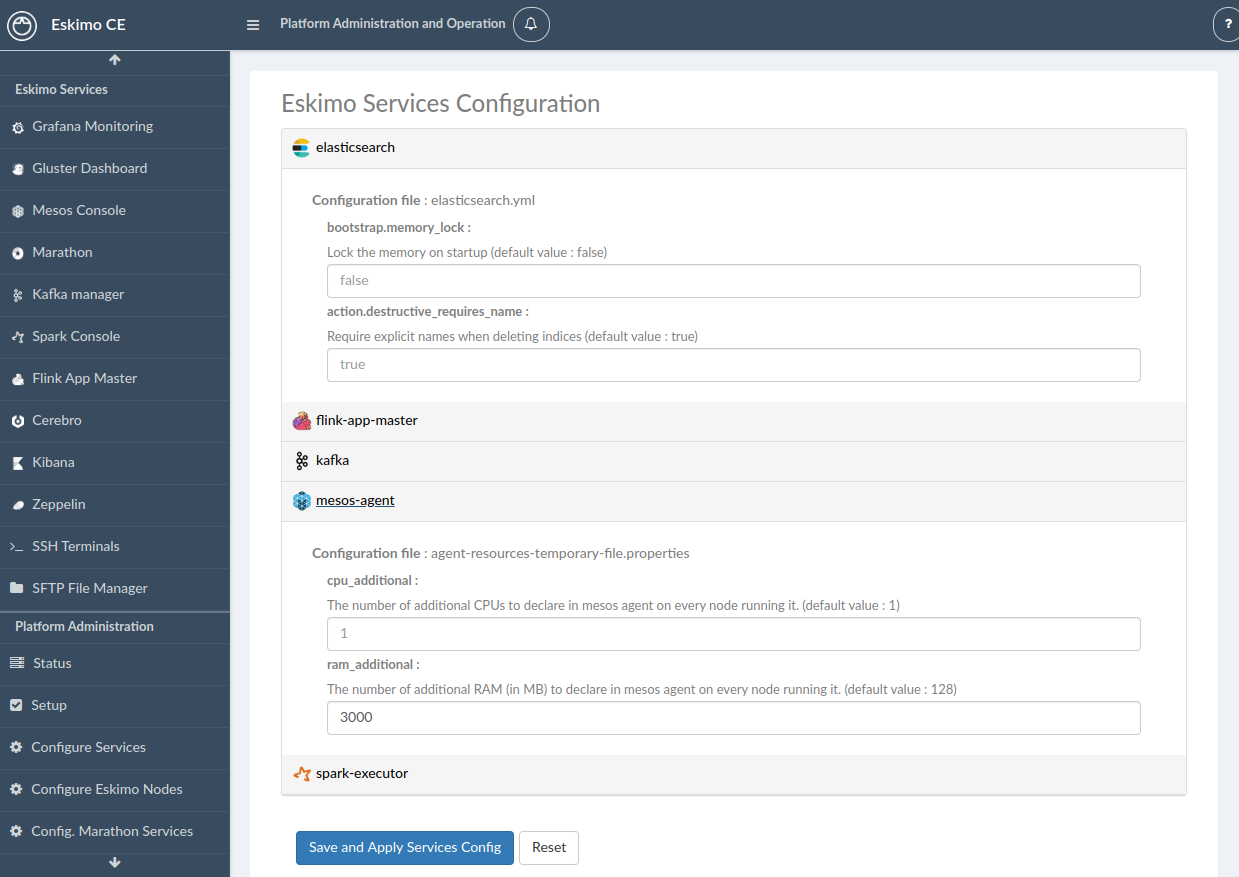 Eskimo CE
Platform Administration and Operation
?
Eskimo Services
Grafana Monitoring
Gluster Dashboard
Mesos Console
Marathon
Kafka manager
Spark Console
Flink App Master
Cerebro
Kibana
Zeppelin
SSH Terminals
SFTP File Manager
Platform Administration
Status
Setup
Configure Services
Configure Eskimo Nodes
Config. Marathon Services
Eskimo Services Configuration
elasticsearch
Configuration file : elasticsearch.yml
bootstrap.memory_lock :
Lock the memory on startup (default value : false)
false
action.destructive_requires_name :
Require explicit names when deleting indices (default value : true)
true
flink-app-master
kafka
mesos-agent
Configuration file : agent-resources-temporary-file.properties
cpu_additional :
The number of additional CPUs to declare in mesos agent on every node running it. (default value : 1)
1
ram_additional :
The number of additional RAM (in MB) to declare in mesos agent on every node running it. (default value : 128)
3000
spark-executor
Save and Apply Services Config
Reset